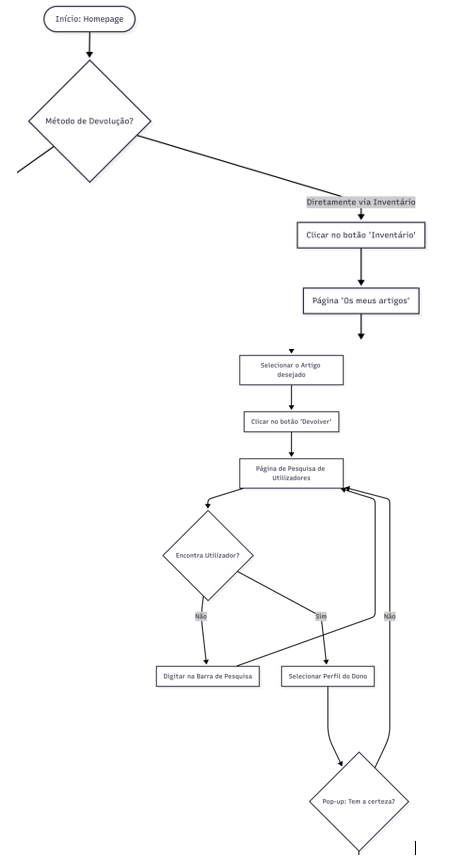 Início: Homepage
Método de Devolução?
Diretamente via Inventário
Clicar no botão 'Inventário'
Página 'Os meus artigos'
Selecionar o Artigo
desejado
Clicar no botão 'Devolver'
Página de Pesquisa de
Utilizadores
Encontra Utilizador?
Não
Sim
Não
Digitar na Barra de Pesquisa
Selecionar Perfil do Dono
Pop-up: Tem a certeza?